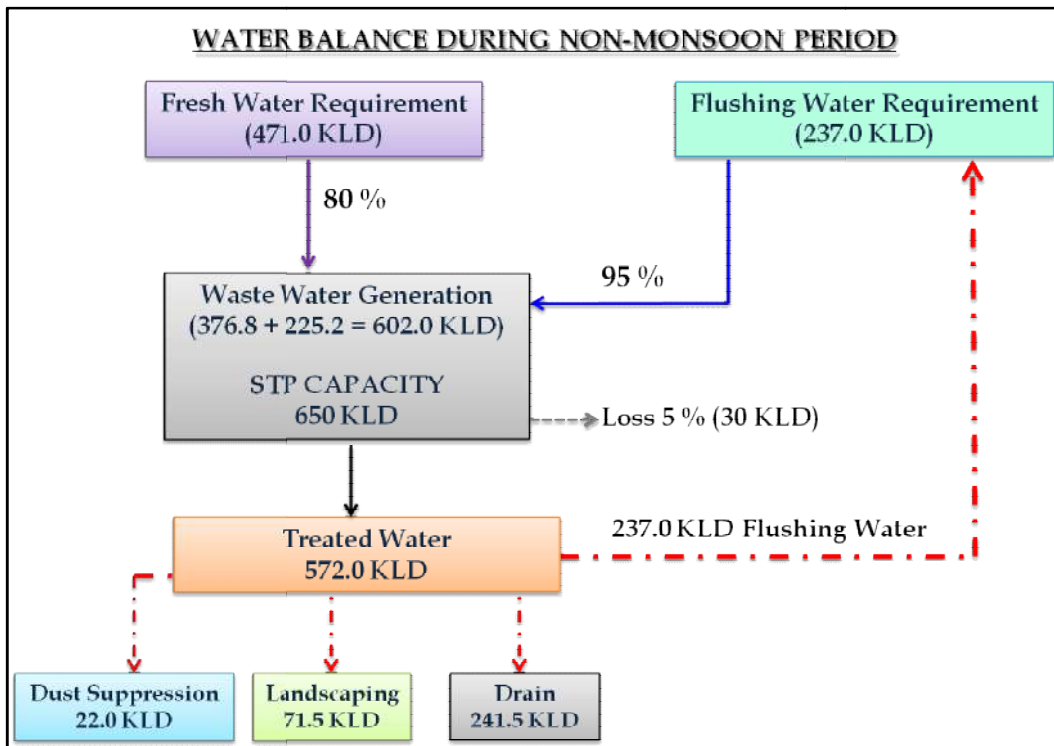 WATER BALANCE DURING NON-MONSOON PERIOD
Fresh Water Requirement
(471.0 KLD)
Flushing Water Requirement
(237.0 KLD)
80 %
95 %
Waste Water Generation
(376.8 + 225.2 = 602.0 KLD)
STP CAPACITY
650 KLD
Loss 5 % (30 KLD)
Treated Water
572.0 KLD
237.0 KLD Flushing Water
Dust Suppression
22.0 KLD
Landscaping
71.5 KLD
Drain
241.5 KLD